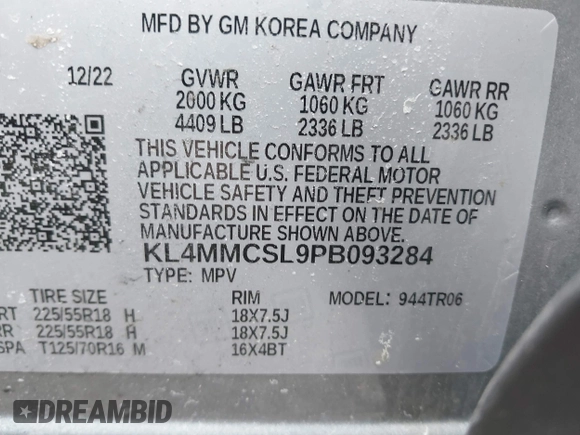 MFD BY GM KOREA COMPANY
12/22 GVWR GAWR FRT GAWR RR
2000 KG 1060 KG 1060 KG
4409 LB 2336 LB 2336 LB
THIS VEHICLE CONFORMS TO ALL
APPLICABLE U.S. FEDERAL MOTOR
VEHICLE SAFETY AND THEFT PREVENTION
STANDARDS IN EFFECT ON THE DATE OF
MANUFACTURE SHOWN ABOVE.
KL4MMCSL9PB093284
TYPE: MPV
TIRE SIZE RIM MODEL: 944TR06
RT 225/55R18 H 18X7.5J
RR 225/55R18 H 18X7.5J
SPA T125/70R16 M 16X4BT
DREAMBID